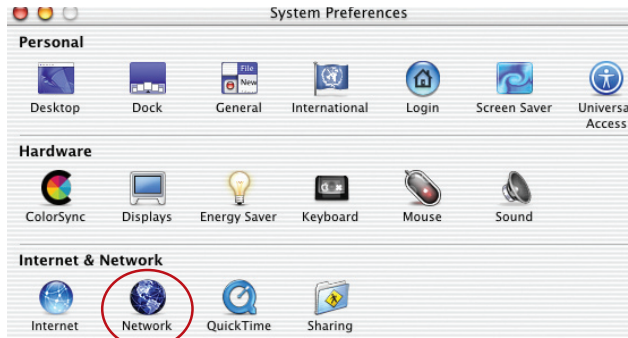 System Preferences
Personal
File
New
Desktop Dock General International Login Screen Saver Universa
Access
Hardware
ColorSync Displays Energy Saver Keyboard Mouse Sound
Internet & Network
Internet Network QuickTime Sharing